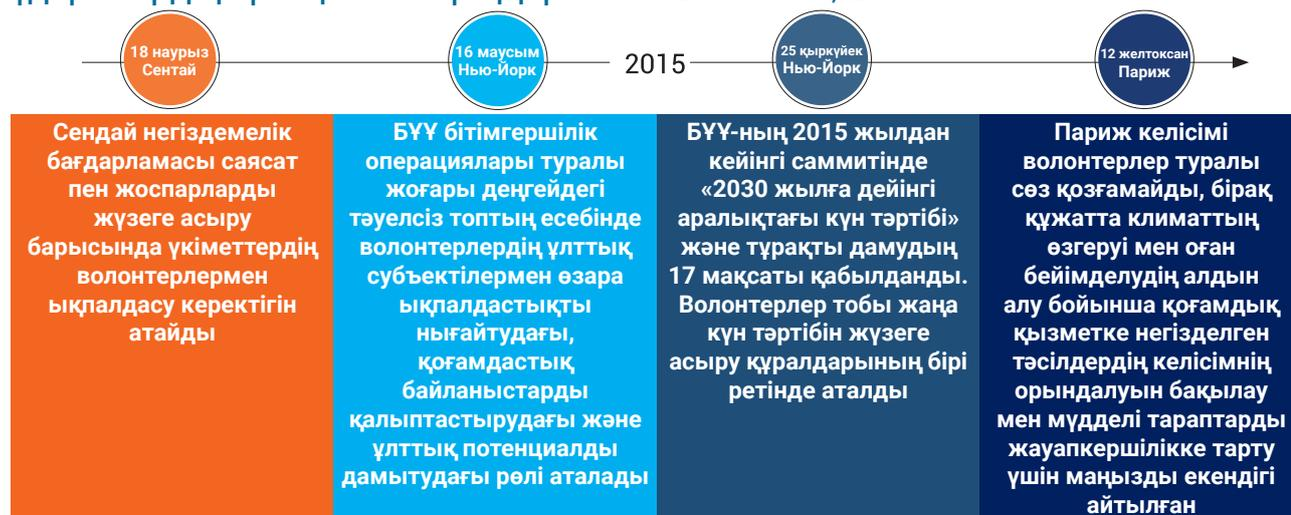 18 наурыз
Сентай
16 маусым
Нью-Йорк
2015
25 қыркүйек
Нью-Йорк
12 желтоксан
Париж
Сендай негіздемелік
бағдарламасы саясат
пен жоспарларды
жүзеге асыру
барысында үкіметтердің
волонтерлермен
ықпалдасу керектігін
атайды
БҰҰ бітімгершілік
операциялары туралы
жоғары деңгейдегі
тәуелсіз топтың есебінде
волонтерлердің ұлттық
субъектілермен өзара
ықпалдастықты
нығайтудағы,
қоғамдастық
байланыстарды
қалыптастырудағы және
ұлттық потенциалды
дамытудағы рөлі аталады
БҰҰ-ның 2015 жылдан
кейінгі саммитінде
«2030 жылға дейінгі
аралықтағы күн тәртібі»
және тұрақты дамудың
17 мақсаты қабылданды.
Волонтерлер тобы жаңа
күн тәртібін жүзеге
асыру құралдарының бірі
ретінде аталды
Париж келісімі
волонтерлер туралы
сөз қозғамайды, бірақ
құжатта климаттың
өзгеруі мен оған
бейімделудің алдын
алу бойынша қоғамдық
қызметке негізделген
тәсілдердің келісімнің
орындалуын бақылау
мен мүдделі тараптарды
жауапкершілікке тарту
үшін маңызды екендігі
айтылған